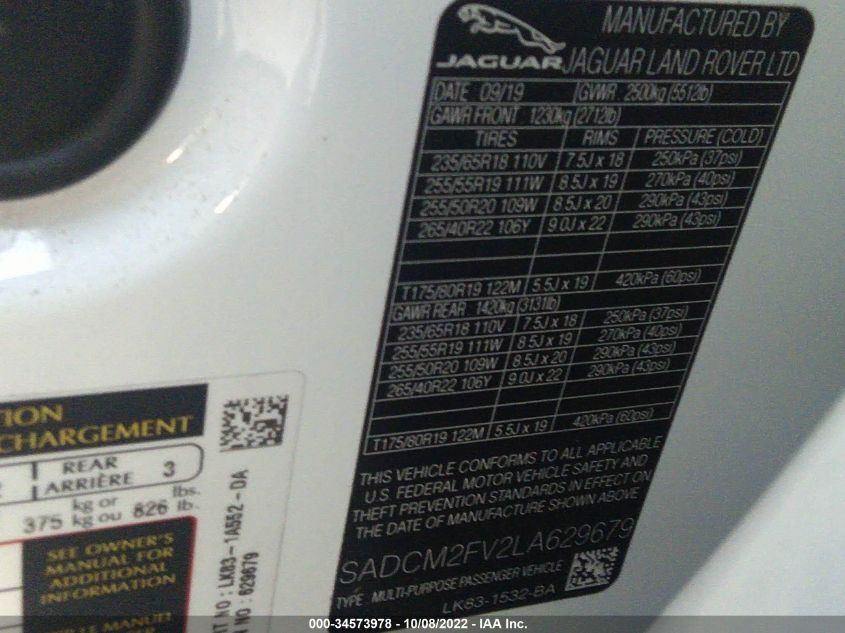 JAGUAR
MANUFACTURED BY
JAGUAR LAND ROVER LTD
DATE 09/19 GVWR 2500kg (5512lb)
GAWR FRONT 1230kg (2712lb)
TIRES RIMS PRESSURE (COLD)
235/65R18 110V 7.5J x 18 250kPa (37psi)
255/55R19 111W 8.5J x 19 270kPa (40psi)
255/50R20 109W 8.5J x 20 290kPa (43psi)
265/40R22 106Y 9.0J x 22 290kPa (43psi)
T175/80R19 122M 5.5J x 19 420kPa (60psi)
GAWR REAR 1420kg (3131lb)
235/65R18 110V 7.5J x 18 250kPa (37psi)
255/55R19 111W 8.5J x 19 270kPa (40psi)
255/50R20 109W 8.5J x 20 290kPa (43psi)
265/40R22 106Y 9.0J x 22 290kPa (43psi)
T175/80R19 122M 5.5J x 19 420kPa (60psi)
THIS VEHICLE CONFORMS TO ALL APPLICABLE
U.S. FEDERAL MOTOR VEHICLE SAFETY AND
THEFT PREVENTION STANDARDS IN EFFECT ON
THE DATE OF MANUFACTURE SHOWN ABOVE
SADCM2FV2LA629679
TYPE : MULTI-PURPOSE PASSENGER VEHICLE
LK83-1532-BA
TION
CHARGEMENT
2 REAR
ARRIÈRE 3
kg or lbs.
375 kg ou 826 lb.
SEE OWNER'S
MANUAL FOR
ADDITIONAL
INFORMATION
LE MANUEL
NT NO : LK83-1A552-DA
N NO : 629679
000-34573978 - 10/08/2022 - IAA Inc.